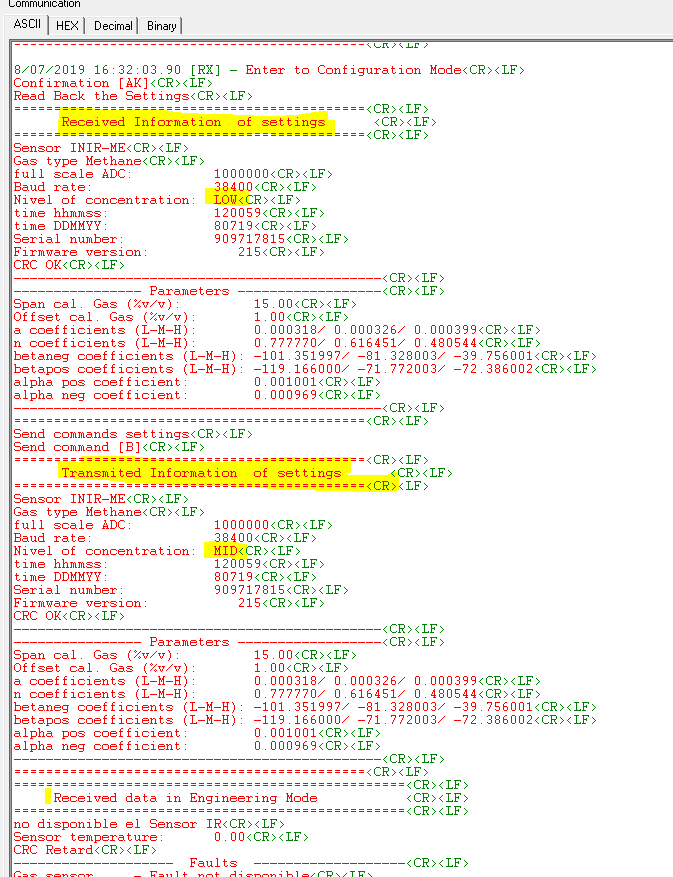 Communication
ASCII HEX Decimal Binary
=============================================<CR><LF>
8/07/2019 16:32:03.90 [RX] - Enter to Configuration Mode<CR><LF>
Confirmation [AK]<CR><LF>
Read Back the Settings<CR><LF>
============================================<CR><LF>
Received Information  of settings      <CR><LF>
============================================<CR><LF>
Sensor INIR-ME<CR><LF>
Gas type Methane<CR><LF>
full scale ADC:          1000000<CR><LF>
Baud rate:               38400<CR><LF>
Nivel of concentration:  LOW<CR><LF>
time hhmmss:             120059<CR><LF>
time DDMMYY:             80719<CR><LF>
Serial number:           909717815<CR><LF>
Firmware version:           215<CR><LF>
CRC OK<CR><LF>
----------------------------------------------<CR><LF>
---------------- Parameters ------------------<CR><LF>
Span cal. Gas (%v/v):         15.00<CR><LF>
Offset cal. Gas (%v/v):       1.00<CR><LF>
a coefficients (L-M-H):       0.000318/ 0.000326/ 0.000399<CR><LF>
n coefficients (L-M-H):       0.777770/ 0.616451/ 0.480544<CR><LF>
betaneg coefficients (L-M-H): -101.351997/ -81.328003/ -39.756001<CR><LF>
betapos coefficients (L-M-H): -119.166000/ -71.772003/ -72.386002<CR><LF>
alpha pos coefficient:        0.001001<CR><LF>
alpha neg coefficient:        0.000969<CR><LF>
----------------------------------------------<CR><LF>
============================================<CR><LF>
Send commands settings<CR><LF>
Send command [B]<CR><LF>
============================================<CR><LF>
Transmited Information  of settings      <CR><LF>
============================================<CR><LF>
Sensor INIR-ME<CR><LF>
Gas type Methane<CR><LF>
full scale ADC:          1000000<CR><LF>
Baud rate:               38400<CR><LF>
Nivel of concentration:  MID<CR><LF>
time hhmmss:             120059<CR><LF>
time DDMMYY:             80719<CR><LF>
Serial number:           909717815<CR><LF>
Firmware version:           215<CR><LF>
CRC OK<CR><LF>
----------------------------------------------<CR><LF>
---------------- Parameters ------------------<CR><LF>
Span cal. Gas (%v/v):         15.00<CR><LF>
Offset cal. Gas (%v/v):       1.00<CR><LF>
a coefficients (L-M-H):       0.000318/ 0.000326/ 0.000399<CR><LF>
n coefficients (L-M-H):       0.777770/ 0.616451/ 0.480544<CR><LF>
betaneg coefficients (L-M-H): -101.351997/ -81.328003/ -39.756001<CR><LF>
betapos coefficients (L-M-H): -119.166000/ -71.772003/ -72.386002<CR><LF>
alpha pos coefficient:        0.001001<CR><LF>
alpha neg coefficient:        0.000969<CR><LF>
----------------------------------------------<CR><LF>
============================================<CR><LF>
=================================================<CR><LF>
Received data in Engineering Mode           <CR><LF>
=================================================<CR><LF>
no disponible el Sensor IR<CR><LF>
Sensor temperature:      0.00<CR><LF>
CRC Retard<CR><LF>
--------------------  Faults  -------------------<CR><LF>
Gas sensor     - Fault not disponible<CR><LF>